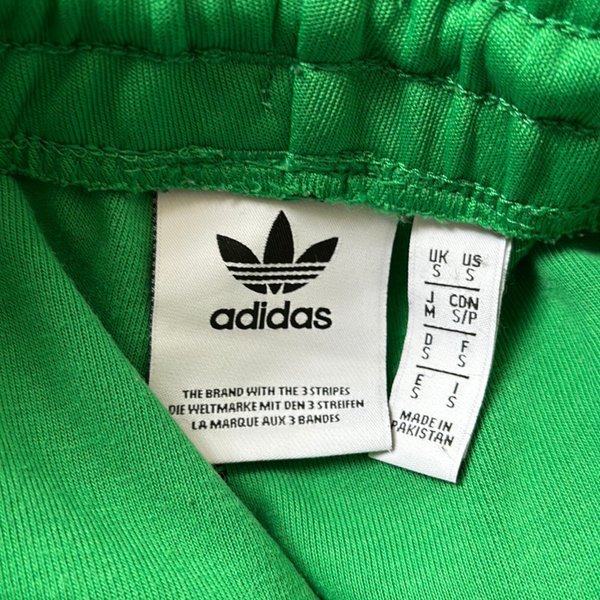 adidas
THE BRAND WITH THE 3 STRIPES
DIE WELTMARKE MIT DEN 3 STREIFEN
LA MARQUE AUX 3 BANDES
UK US
S S
J CDN
M S/P
D F
S S
E I
S S
MADE IN
PAKISTAN